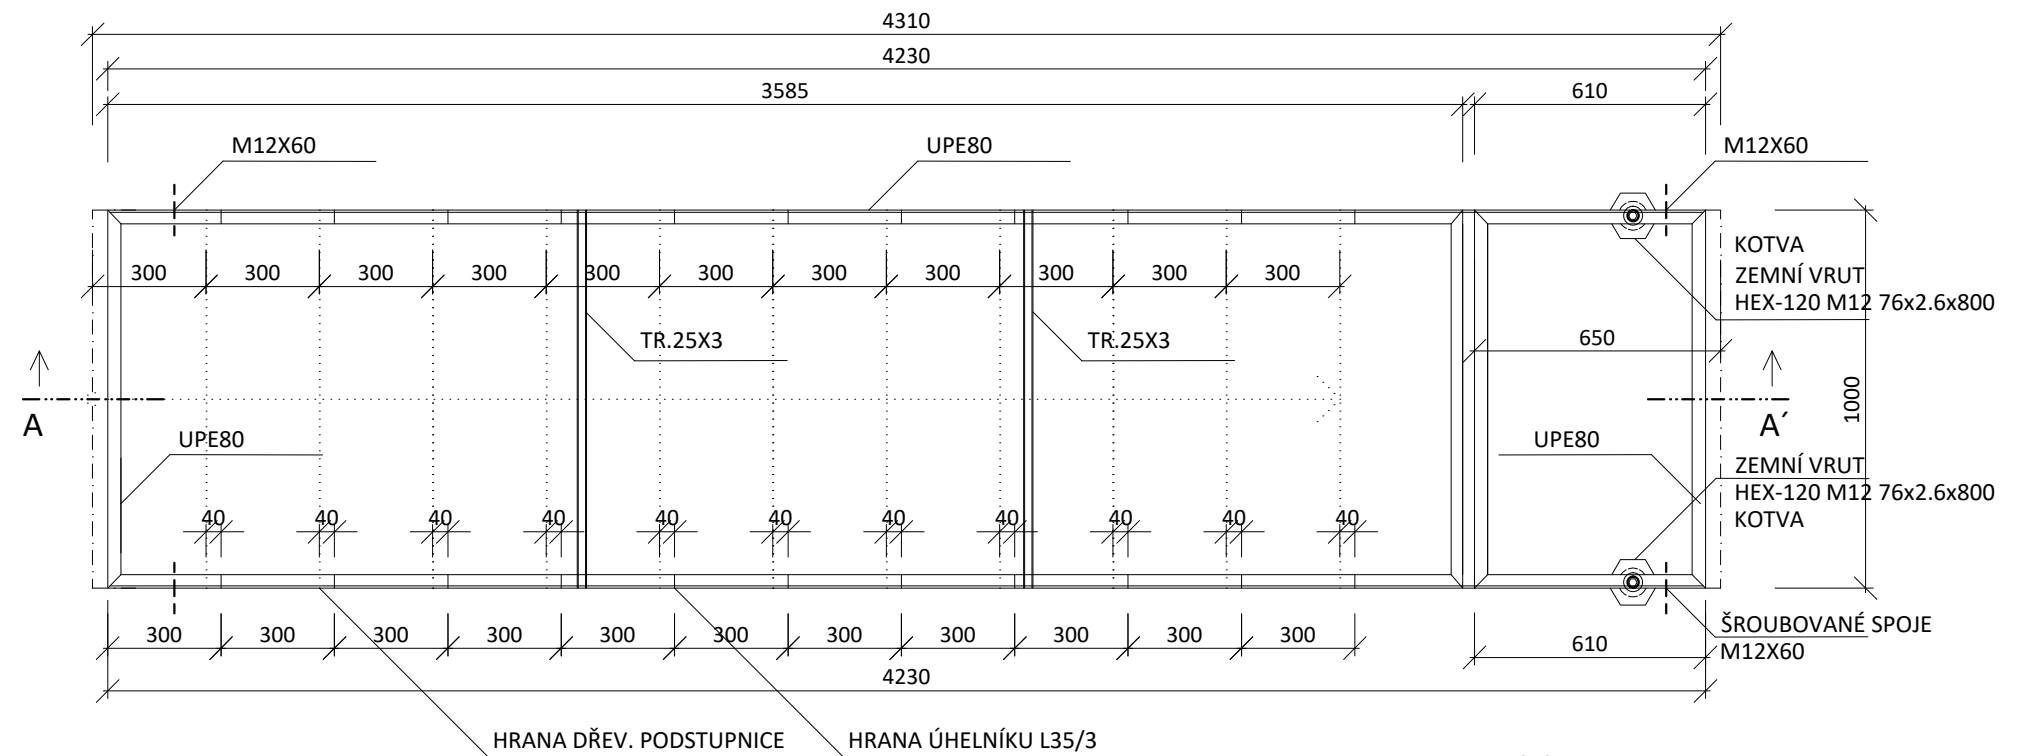 4310
4230
3585
610
M12X60
UPE80
M12X60
KOTVA
ZEMNÍ VRUT
HEX-120 M12 76x2.6x800
300
300
300
300
300
300
300
300
300
300
300
TR.25X3
TR.25X3
650
1000
A
A´
UPE80
UPE80
ZEMNÍ VRUT
HEX-120 M12 76x2.6x800
KOTVA
40
40
40
40
40
40
40
40
40
40
40
300
300
300
300
300
300
300
300
300
300
300
610
ŠROUBOVANÉ SPOJE
M12X60
4230
HRANA DŘEV. PODSTUPNICE
HRANA ÚHELNÍKU L35/3